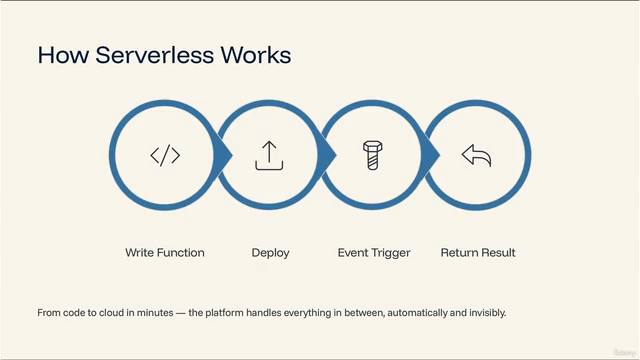 How Serverless Works
Write Function
Deploy
Event Trigger
Return Result
From code to cloud in minutes — the platform handles everything in between, automatically and invisibly.